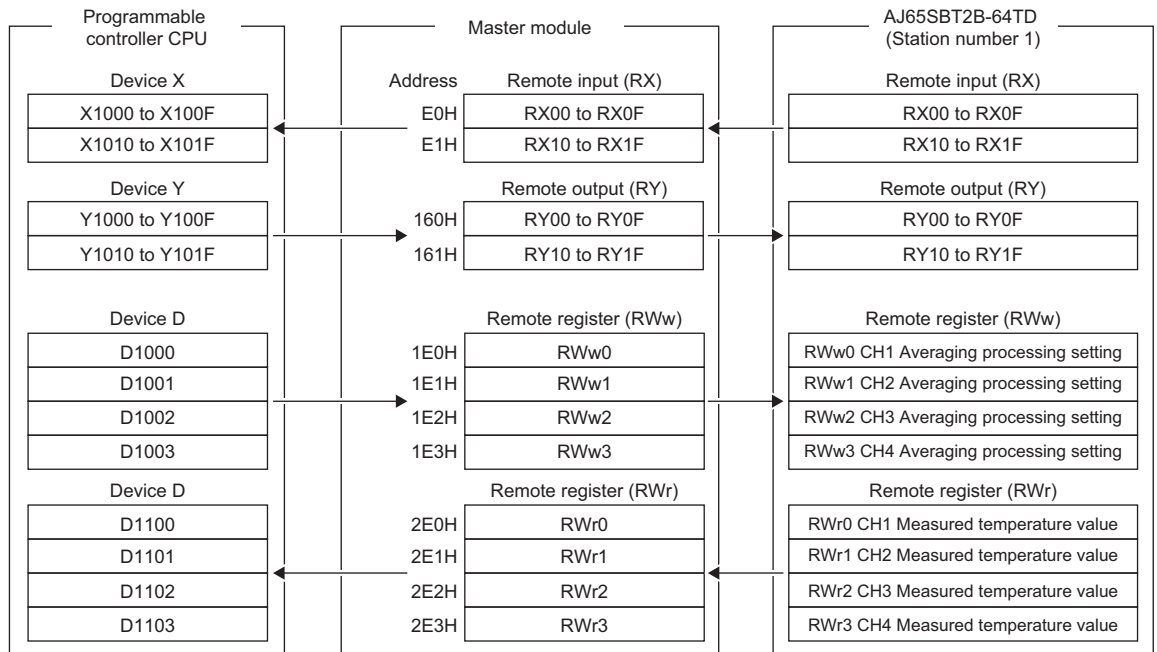 Programmable
controller CPU
Master module
AJ65SBT2B-64TD
(Station number 1)
Device X
Address
Remote input (RX)
Remote input (RX)
X1000 to X100F
E0H
RX00 to RX0F
RX00 to RX0F
X1010 to X101F
E1H
RX10 to RX1F
RX10 to RX1F
Device Y
Remote output (RY)
Remote output (RY)
Y1000 to Y100F
160H
RY00 to RY0F
RY00 to RY0F
Y1010 to Y101F
161H
RY10 to RY1F
RY10 to RY1F
Device D
Remote register (RWw)
Remote register (RWw)
D1000
1E0H
RWw0
RWw0 CH1 Averaging processing setting
D1001
1E1H
RWw1
RWw1 CH2 Averaging processing setting
D1002
1E2H
RWw2
RWw2 CH3 Averaging processing setting
D1003
1E3H
RWw3
RWw3 CH4 Averaging processing setting
Device D
Remote register (RWr)
Remote register (RWr)
D1100
2E0H
RWr0
RWr0 CH1 Measured temperature value
D1101
2E1H
RWr1
RWr1 CH2 Measured temperature value
D1102
2E2H
RWr2
RWr2 CH3 Measured temperature value
D1103
2E3H
RWr3
RWr3 CH4 Measured temperature value